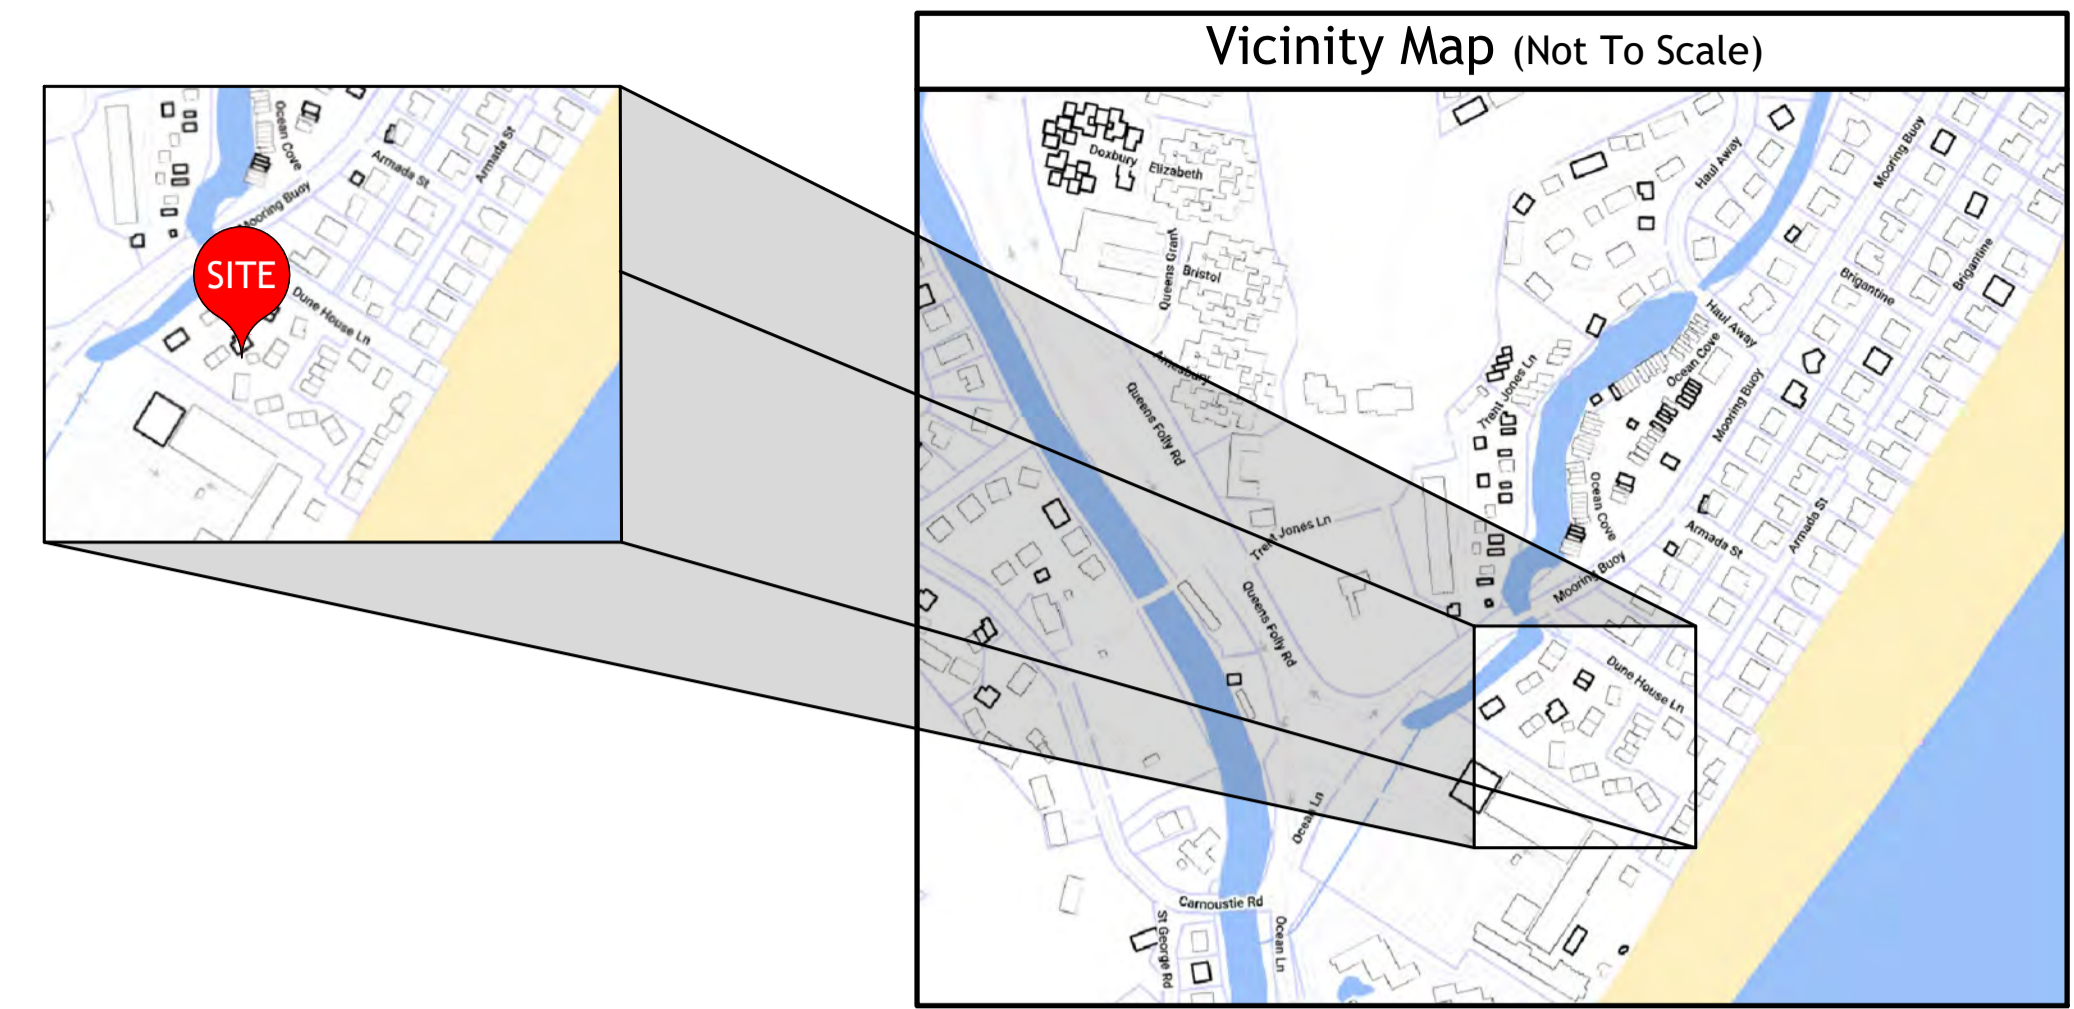 Vicinity Map (Not To Scale)
Ocean Cove
Armada St
Armada St
Mooring Buoy
SITE
Dune House Ln
Doxbury
Elizabeth
Queens Grant
Bristol
Amesbury
Queens Folly Rd
Trent Jones Ln
Queens Folly Rd
Haul Away
Mooring Buoy
Brigantine
Brigantine
Haul Away
Ocean Cove
Trent Jones Ln
Mooring Buoy
Ocean Cove
Armada St
Armada St
Mooring Buoy
Dune House Ln
Ocean Ln
Carnoustie Rd
St George Rd
Ocean Ln